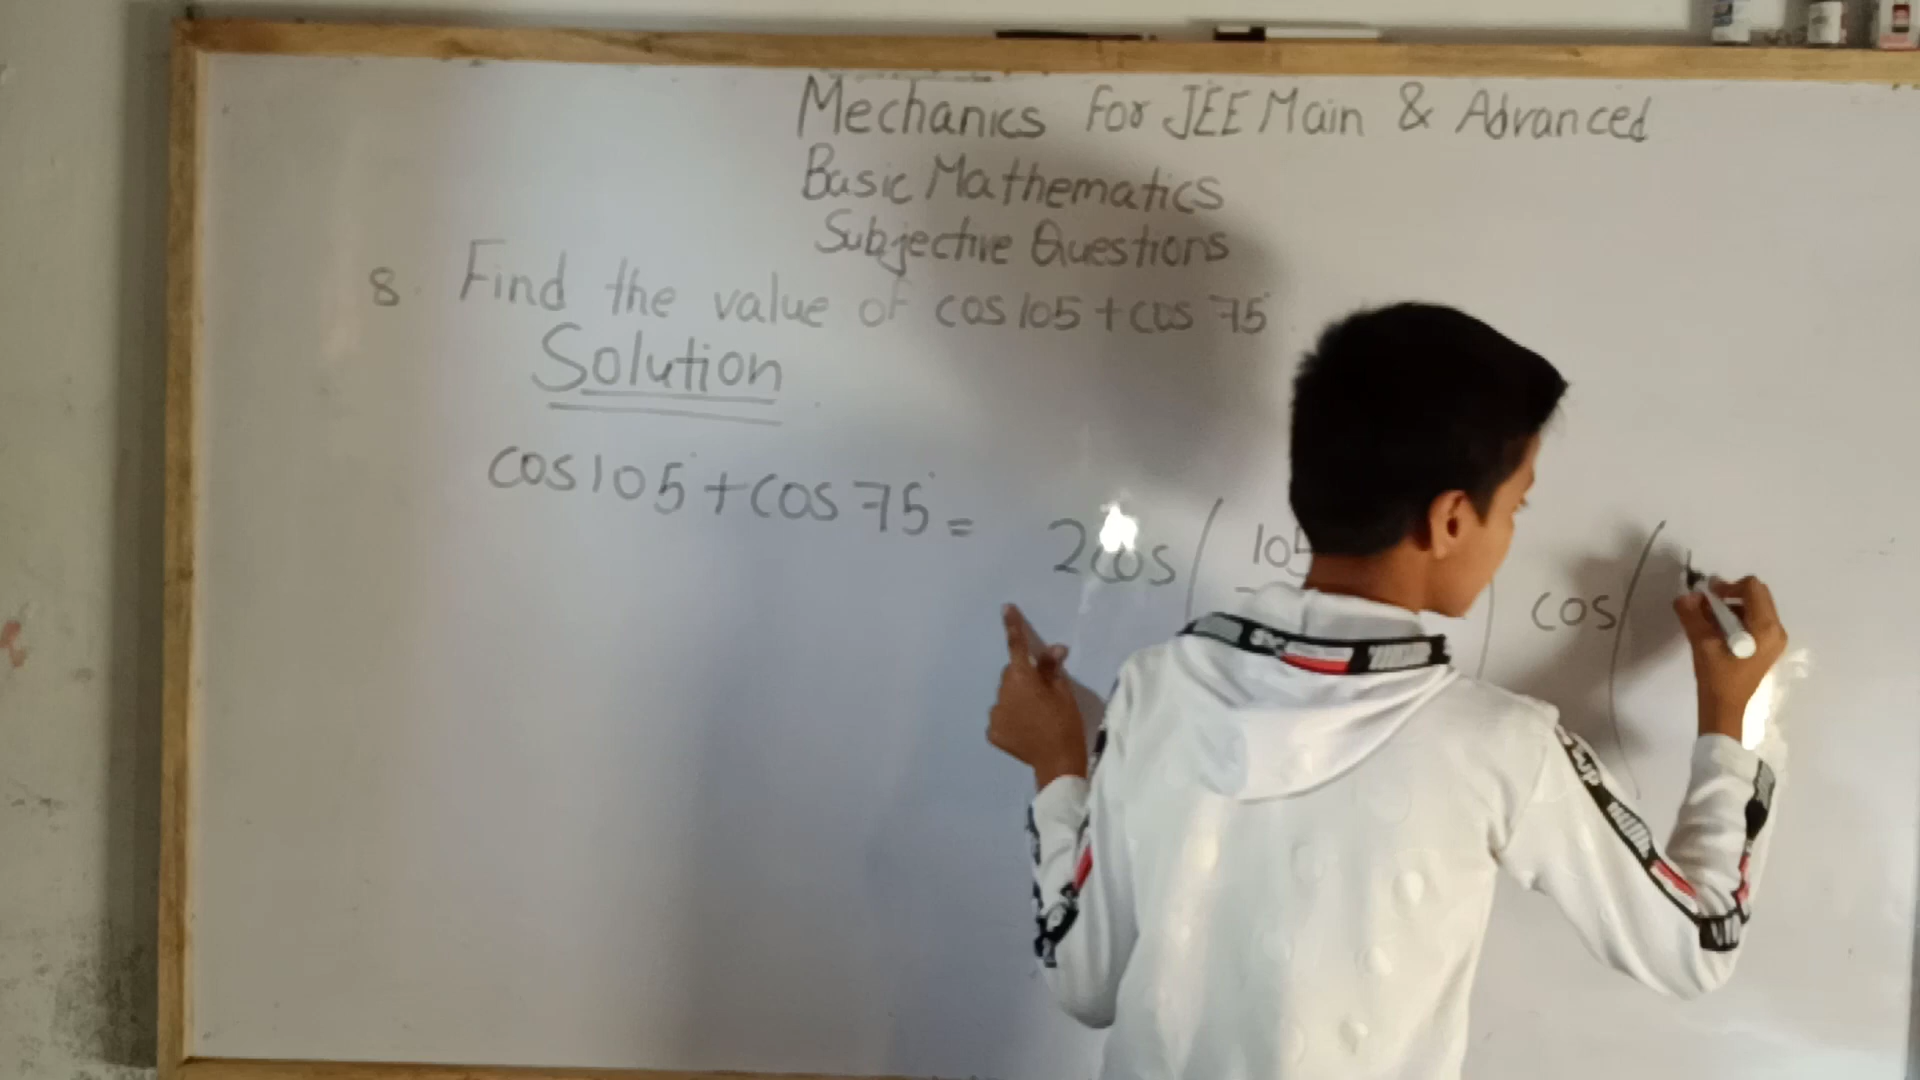 Mechanics For JEE Main & Advanced
Basic Mathematics
Subjective Questions
8. Find the value of cos 105 + cos 75°
Solution
cos 105° + cos 75° = 2cos ( 105 ) cos (